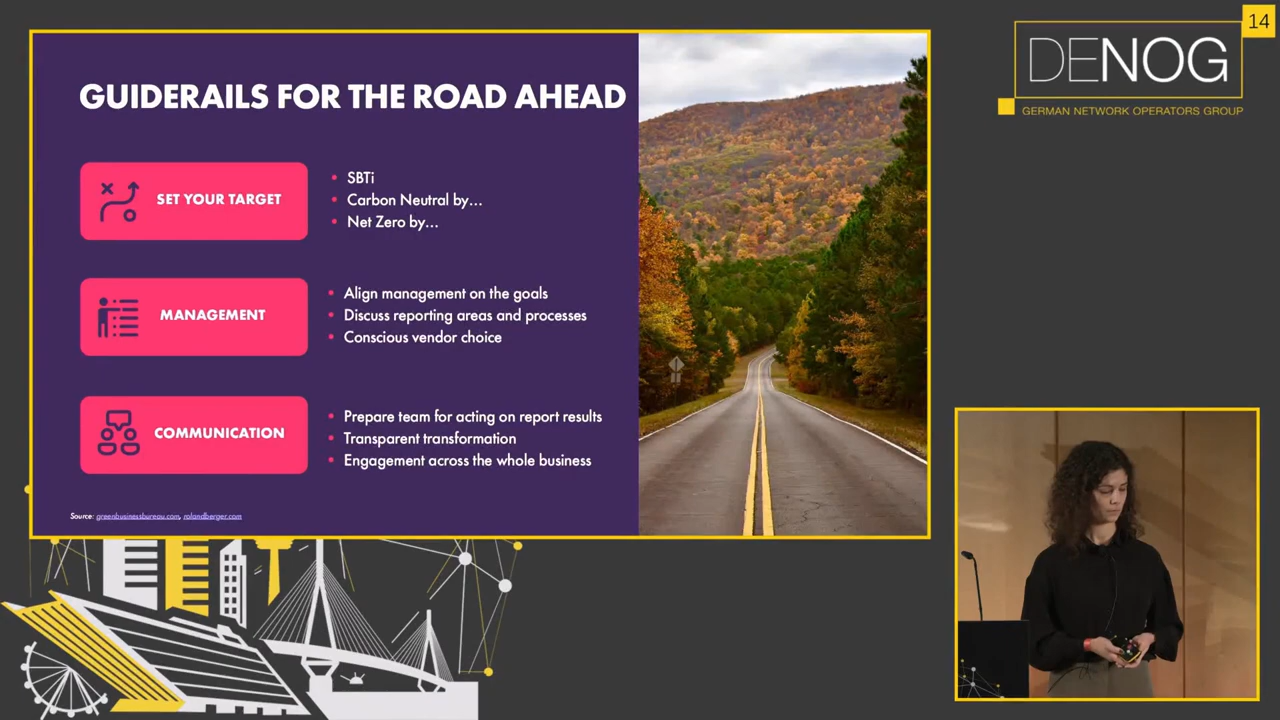 GUIDERAILS FOR THE ROAD AHEAD
SET YOUR TARGET
• SBTi
• Carbon Neutral by...
• Net Zero by...
MANAGEMENT
• Align management on the goals
• Discuss reporting areas and processes
• Conscious vendor choice
COMMUNICATION
• Prepare team for acting on report results
• Transparent transformation
• Engagement across the whole business
Source: greenbusinessbureau.com, rolandberger.com
14
DENOG
GERMAN NETWORK OPERATORS GROUP